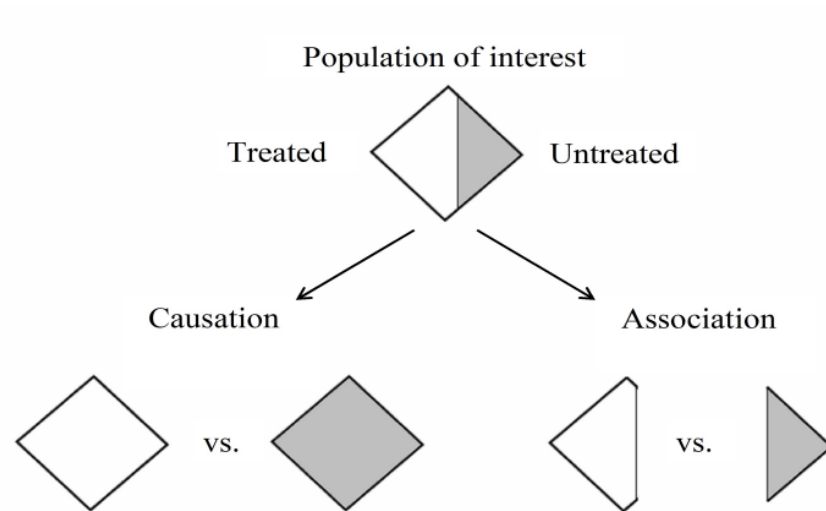 Population of interest
Treated
Untreated
Causation
Association
vs.
vs.